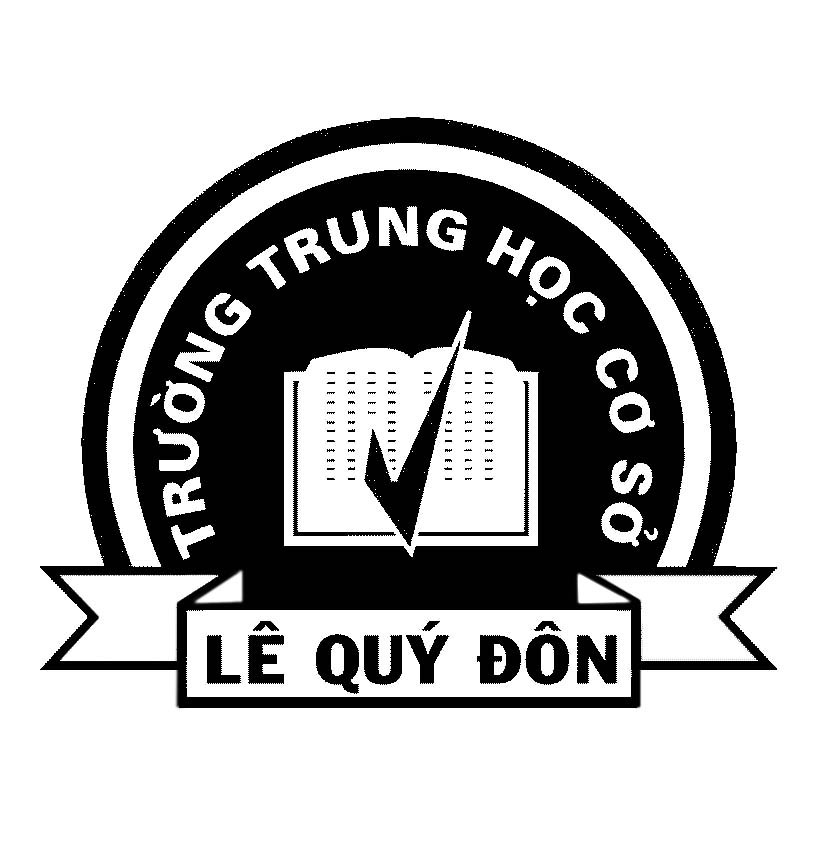 TRƯỜNG TRUNG HỌC CƠ SỞ
LÊ QUÝ ĐÔN